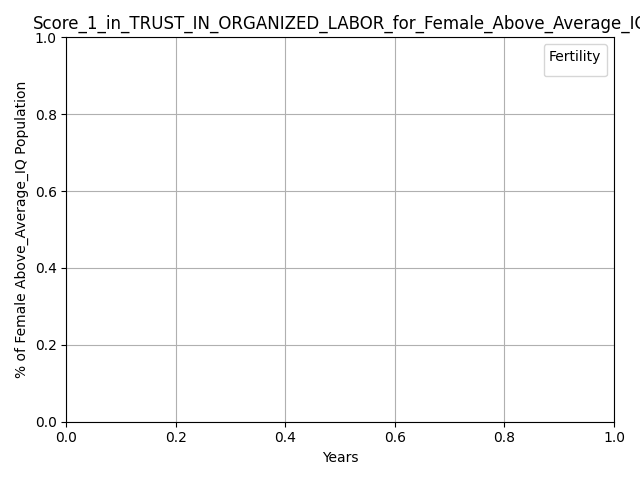 Score_1_in_TRUST_IN_ORGANIZED_LABOR_for_Female_Above_Average_IQ
Fertility
% of Female Above_Average_IQ Population
1.0
0.8
0.6
0.4
0.2
0.0
0.0 0.2 0.4 0.6 0.8 1.0
Years